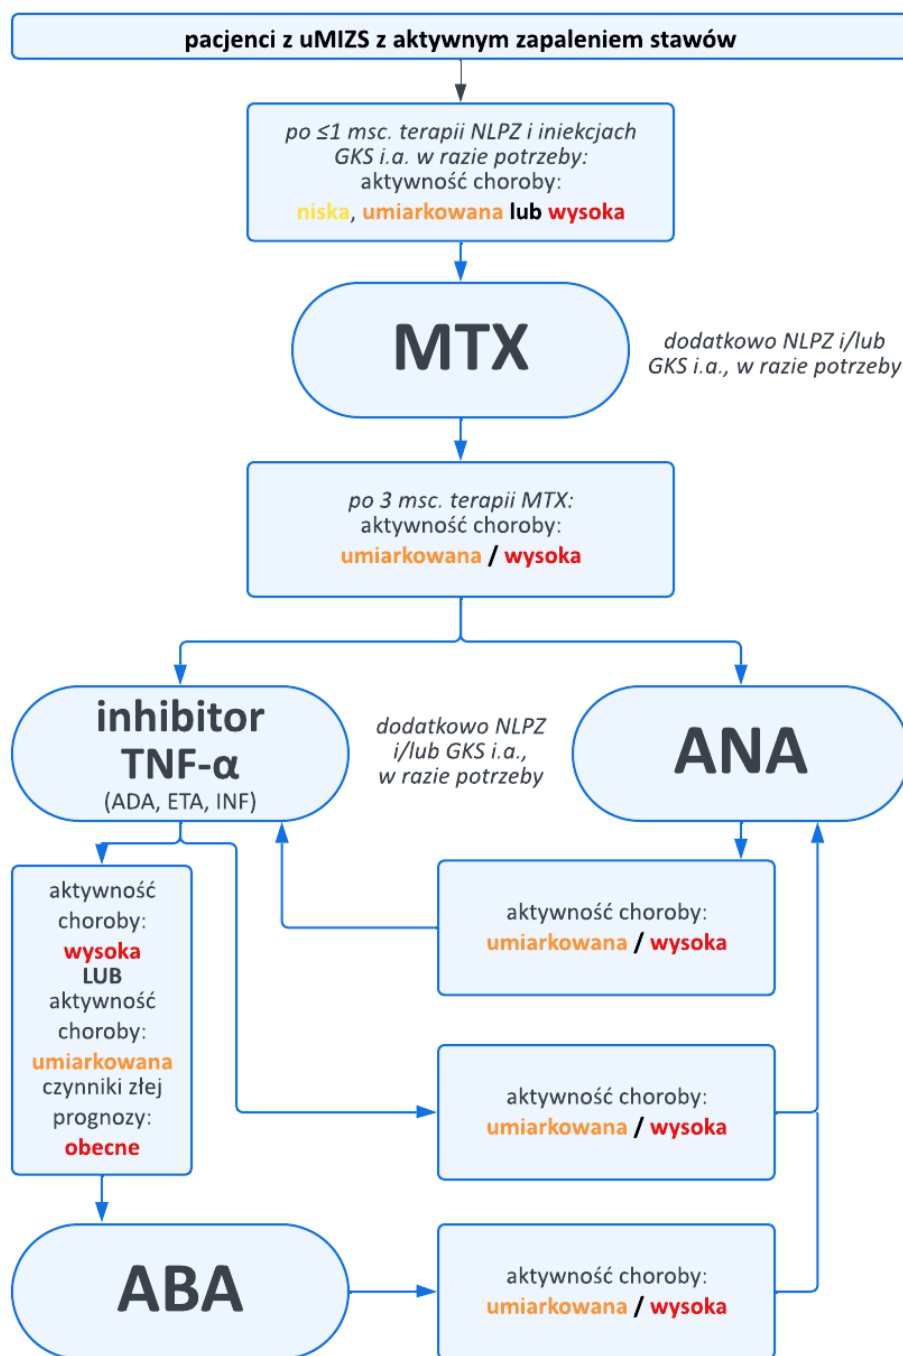 pacjenci z uMIZS z aktywnym zapaleniem stawów
po ≤1 msc. terapii NLPZ i iniekcjach
GKS i.a. w razie potrzeby:
aktywność choroby:
niska, umiarkowana lub wysoka
MTX
dodatkowo NLPZ i/lub
GKS i.a., w razie potrzeby
po 3 msc. terapii MTX:
aktywność choroby:
umiarkowana / wysoka
inhibitor
TNF-α
(ADA, ETA, INF)
dodatkowo NLPZ
i/lub GKS i.a.,
w razie potrzeby
ANA
aktywność
choroby:
wysoka
LUB
aktywność
choroby:
umiarkowana
czynniki złej
prognozy:
obecne
aktywność choroby:
umiarkowana / wysoka
aktywność choroby:
umiarkowana / wysoka
ABA
aktywność choroby:
umiarkowana / wysoka